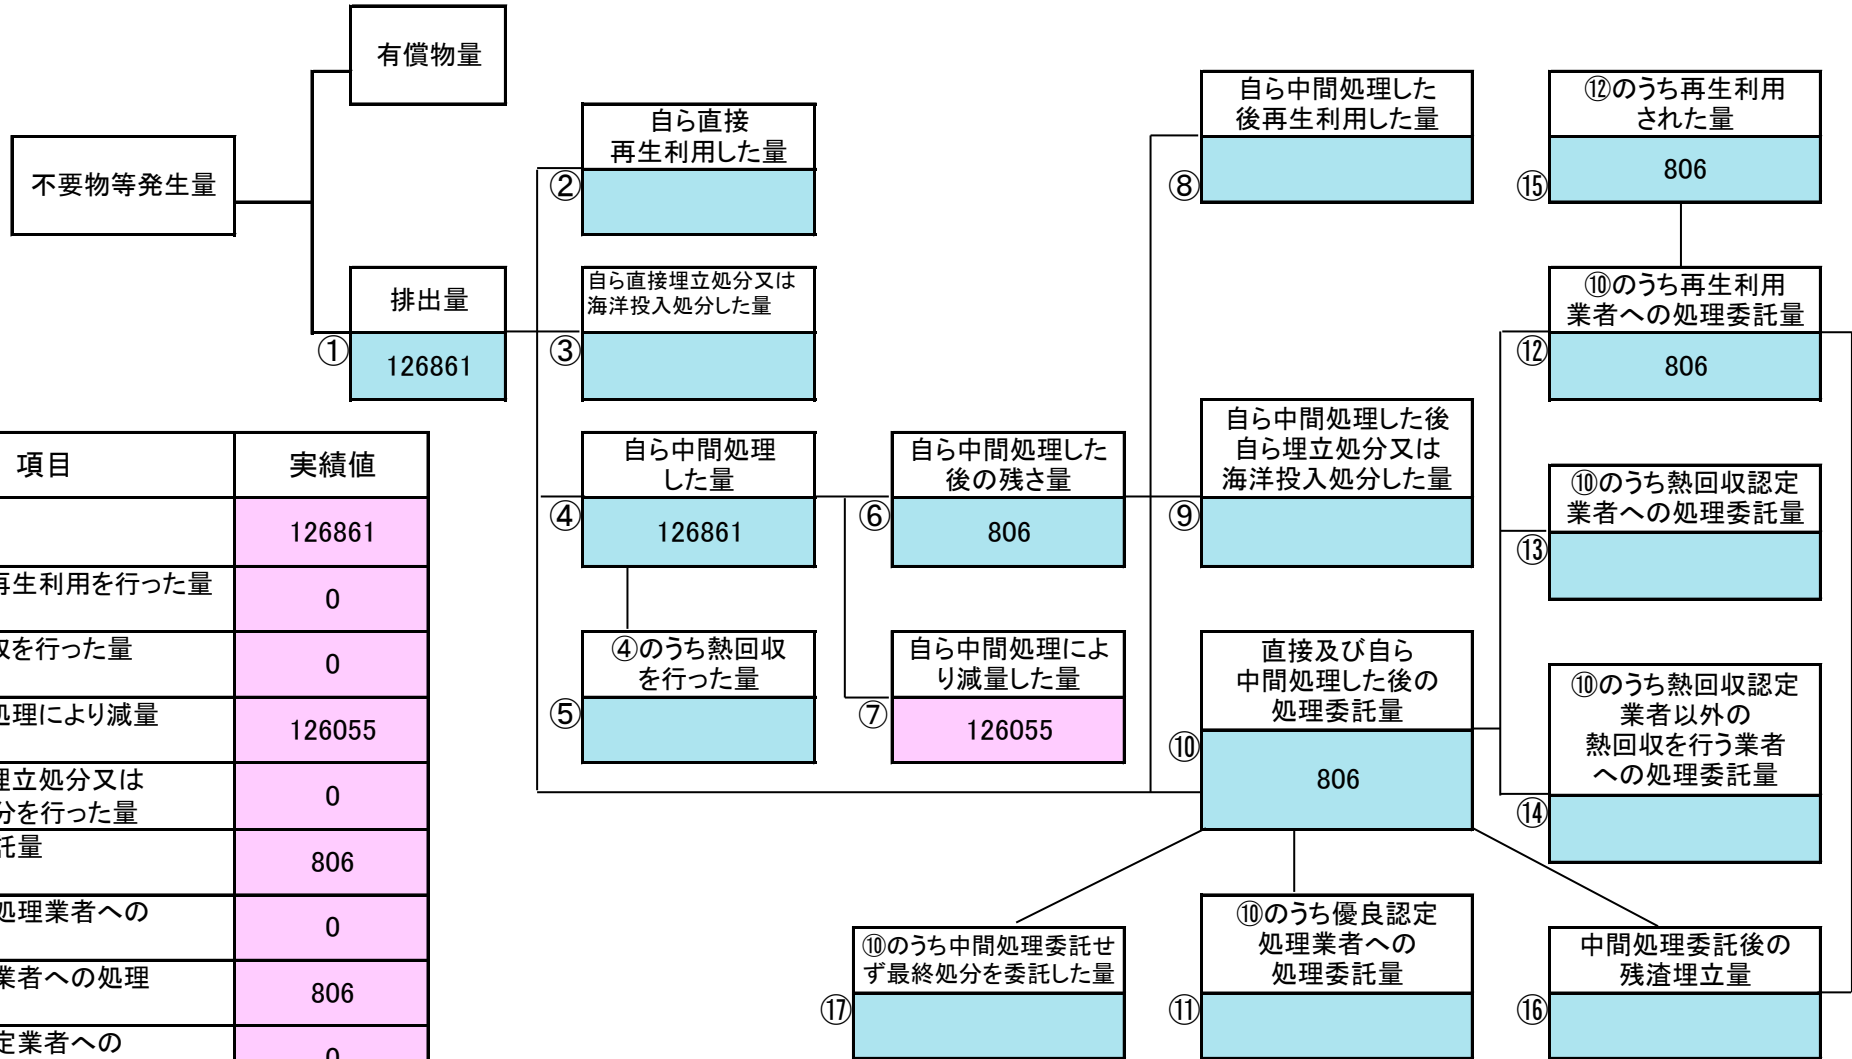 有償物量
不要物等発生量
排出量
①
126861
自ら直接
再生利用した量
②
自ら直接埋立処分又は
海洋投入処分した量
③
自ら中間処理
した量
④
126861
④のうち熱回収
を行った量
⑤
自ら中間処理した
後の残さ量
⑥
806
自ら中間処理によ
り減量した量
⑦
126055
自ら中間処理した
後再生利用した量
⑧
自ら中間処理した後
自ら埋立処分又は
海洋投入処分した量
⑨
直接及び自ら
中間処理した後の
処理委託量
⑩
806
⑫のうち再生利用
された量
⑮
806
⑩のうち再生利用
業者への処理委託量
⑫
806
⑩のうち熱回収認定
業者への処理委託量
⑬
⑩のうち熱回収認定
業者以外の
熱回収を行う業者
への処理委託量
⑭
⑩のうち中間処理委託せ
ず最終処分を委託した量
⑰
⑩のうち優良認定
処理業者への
処理委託量
⑪
中間処理委託後の
残渣埋立量
⑯
項目 実績値
126861
再生利用を行った量 0
収を行った量 0
処理により減量 126055
埋立処分又は
分を行った量 0
託量 806
処理業者への 0
業者への処理 806
定業者への 0